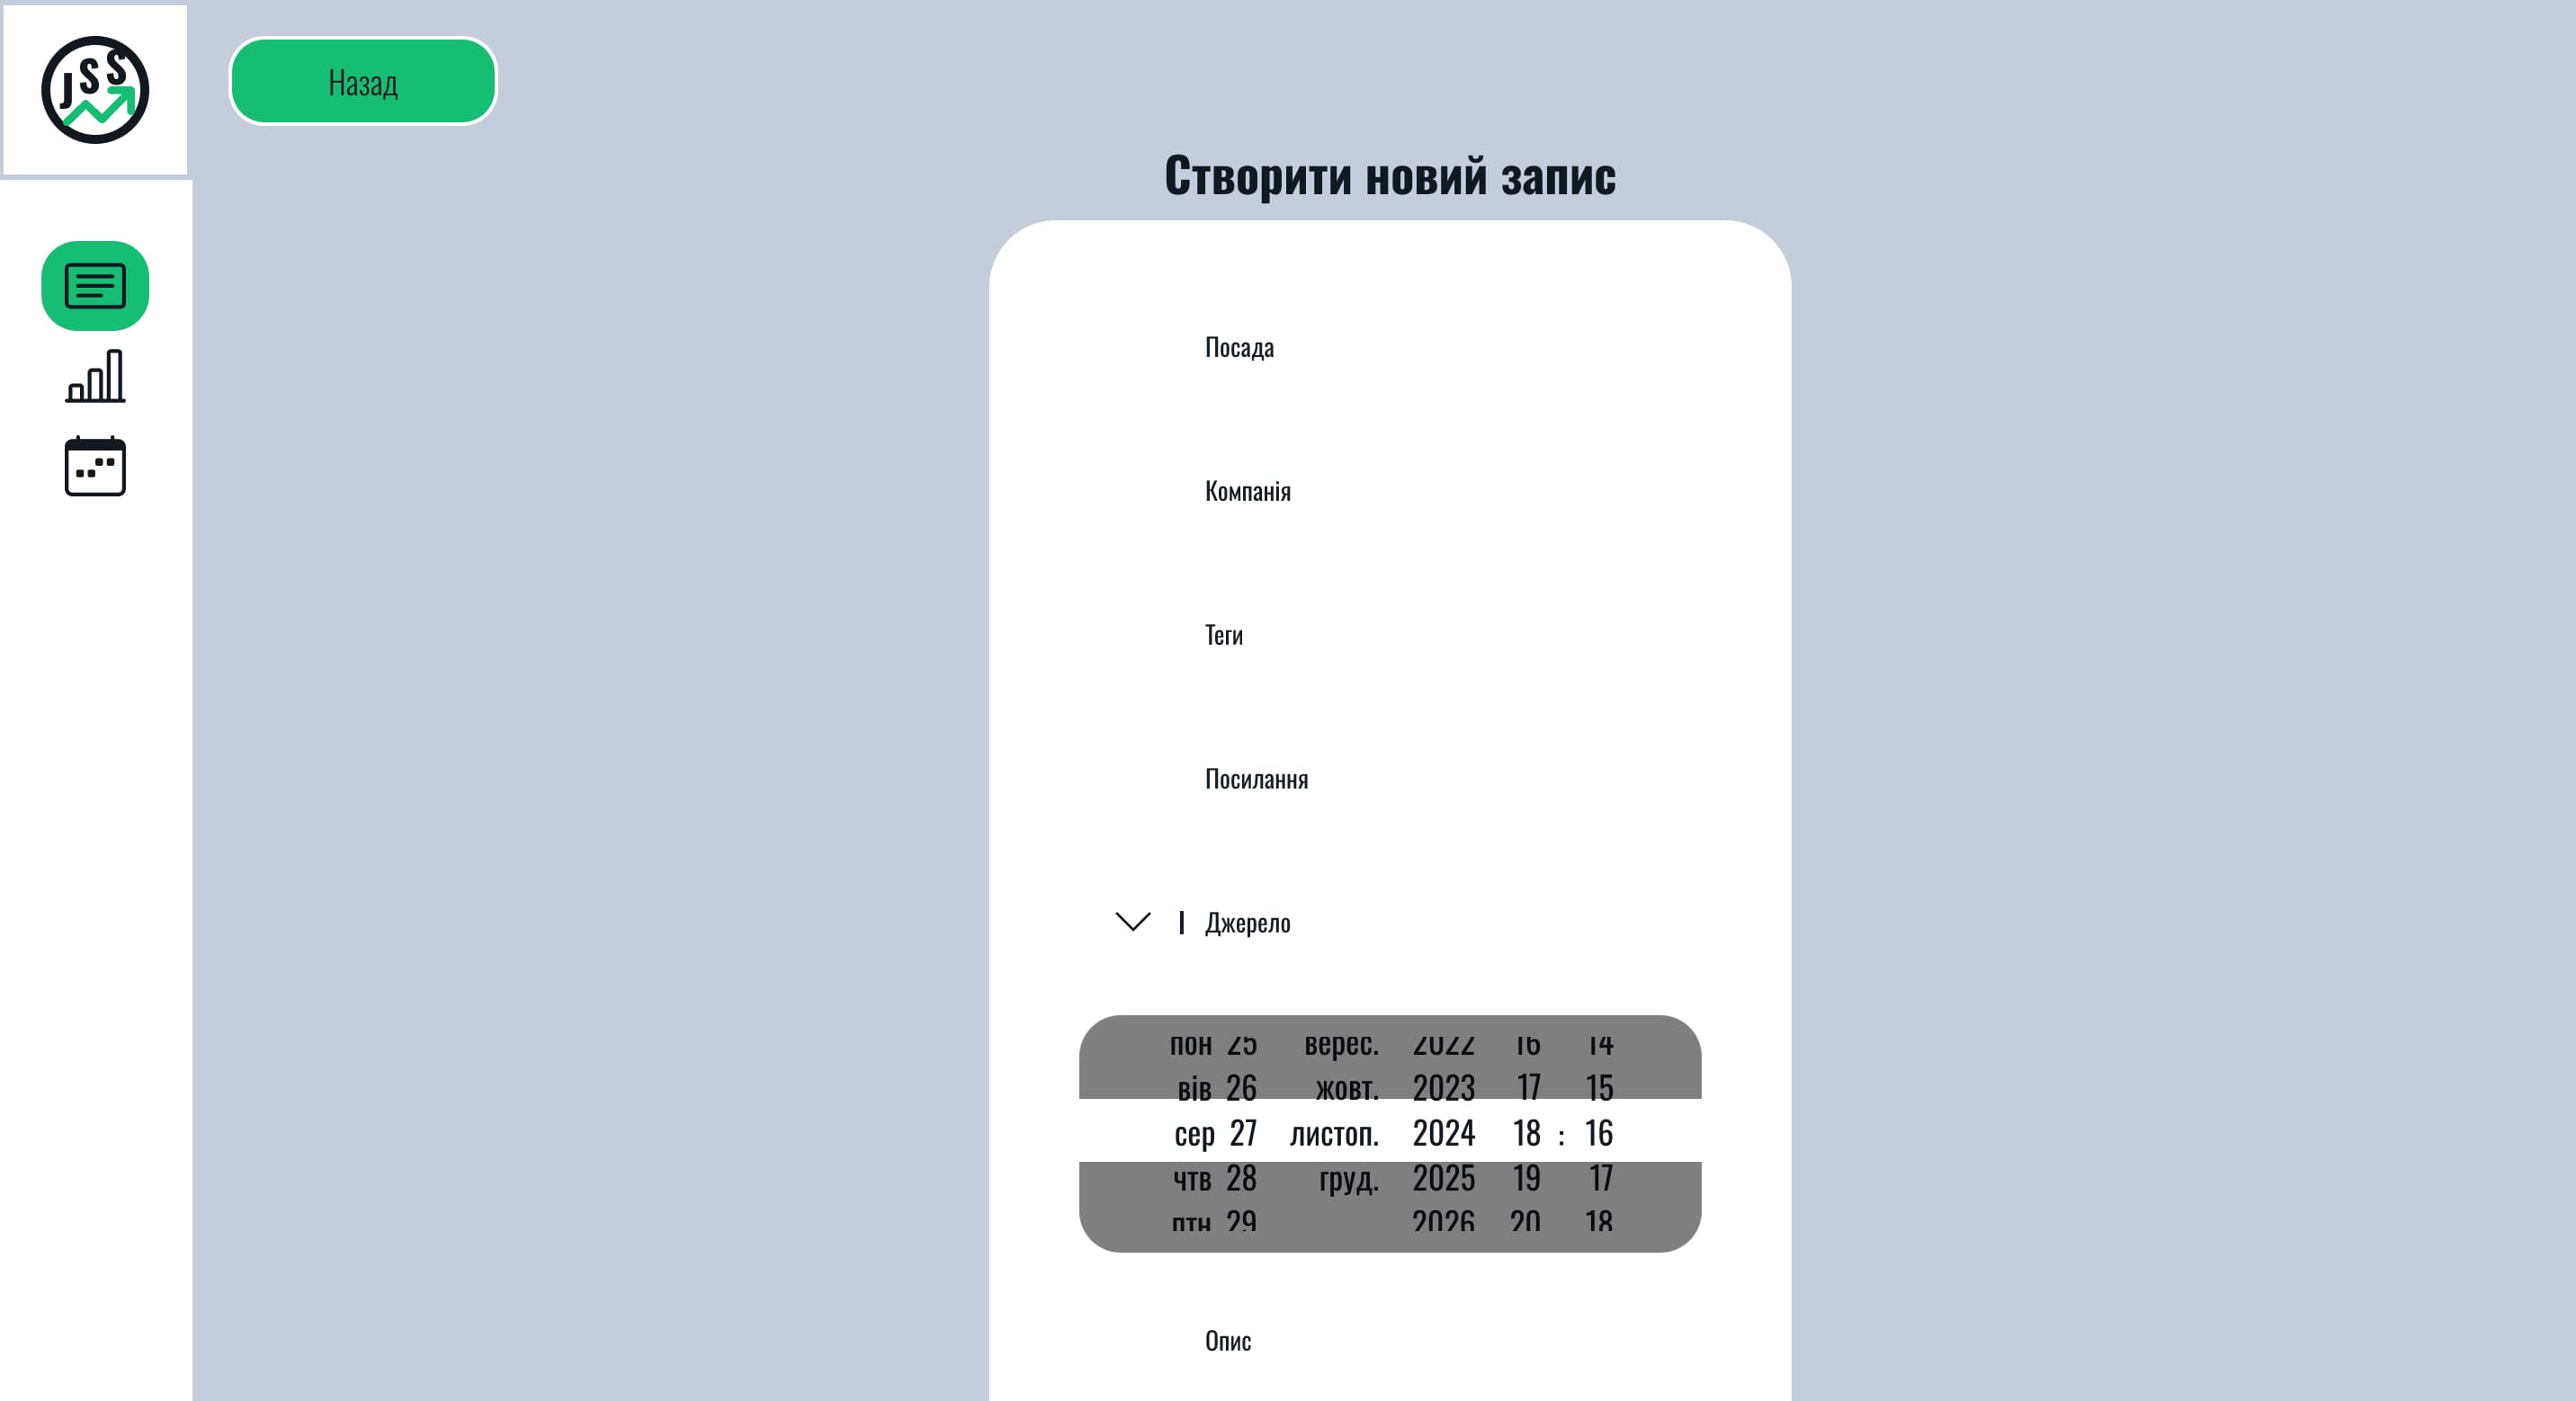 JSS
Назад
Створити новий запис
Посада
Компанія
Теги
Посилання
Джерело
пон 25 верес. 2022 16 14
вів 26 жовт. 2023 17 15
сер 27 листоп. 2024 18 : 16
чтв 28 груд. 2025 19 17
птн 29 2026 20 18
Опис